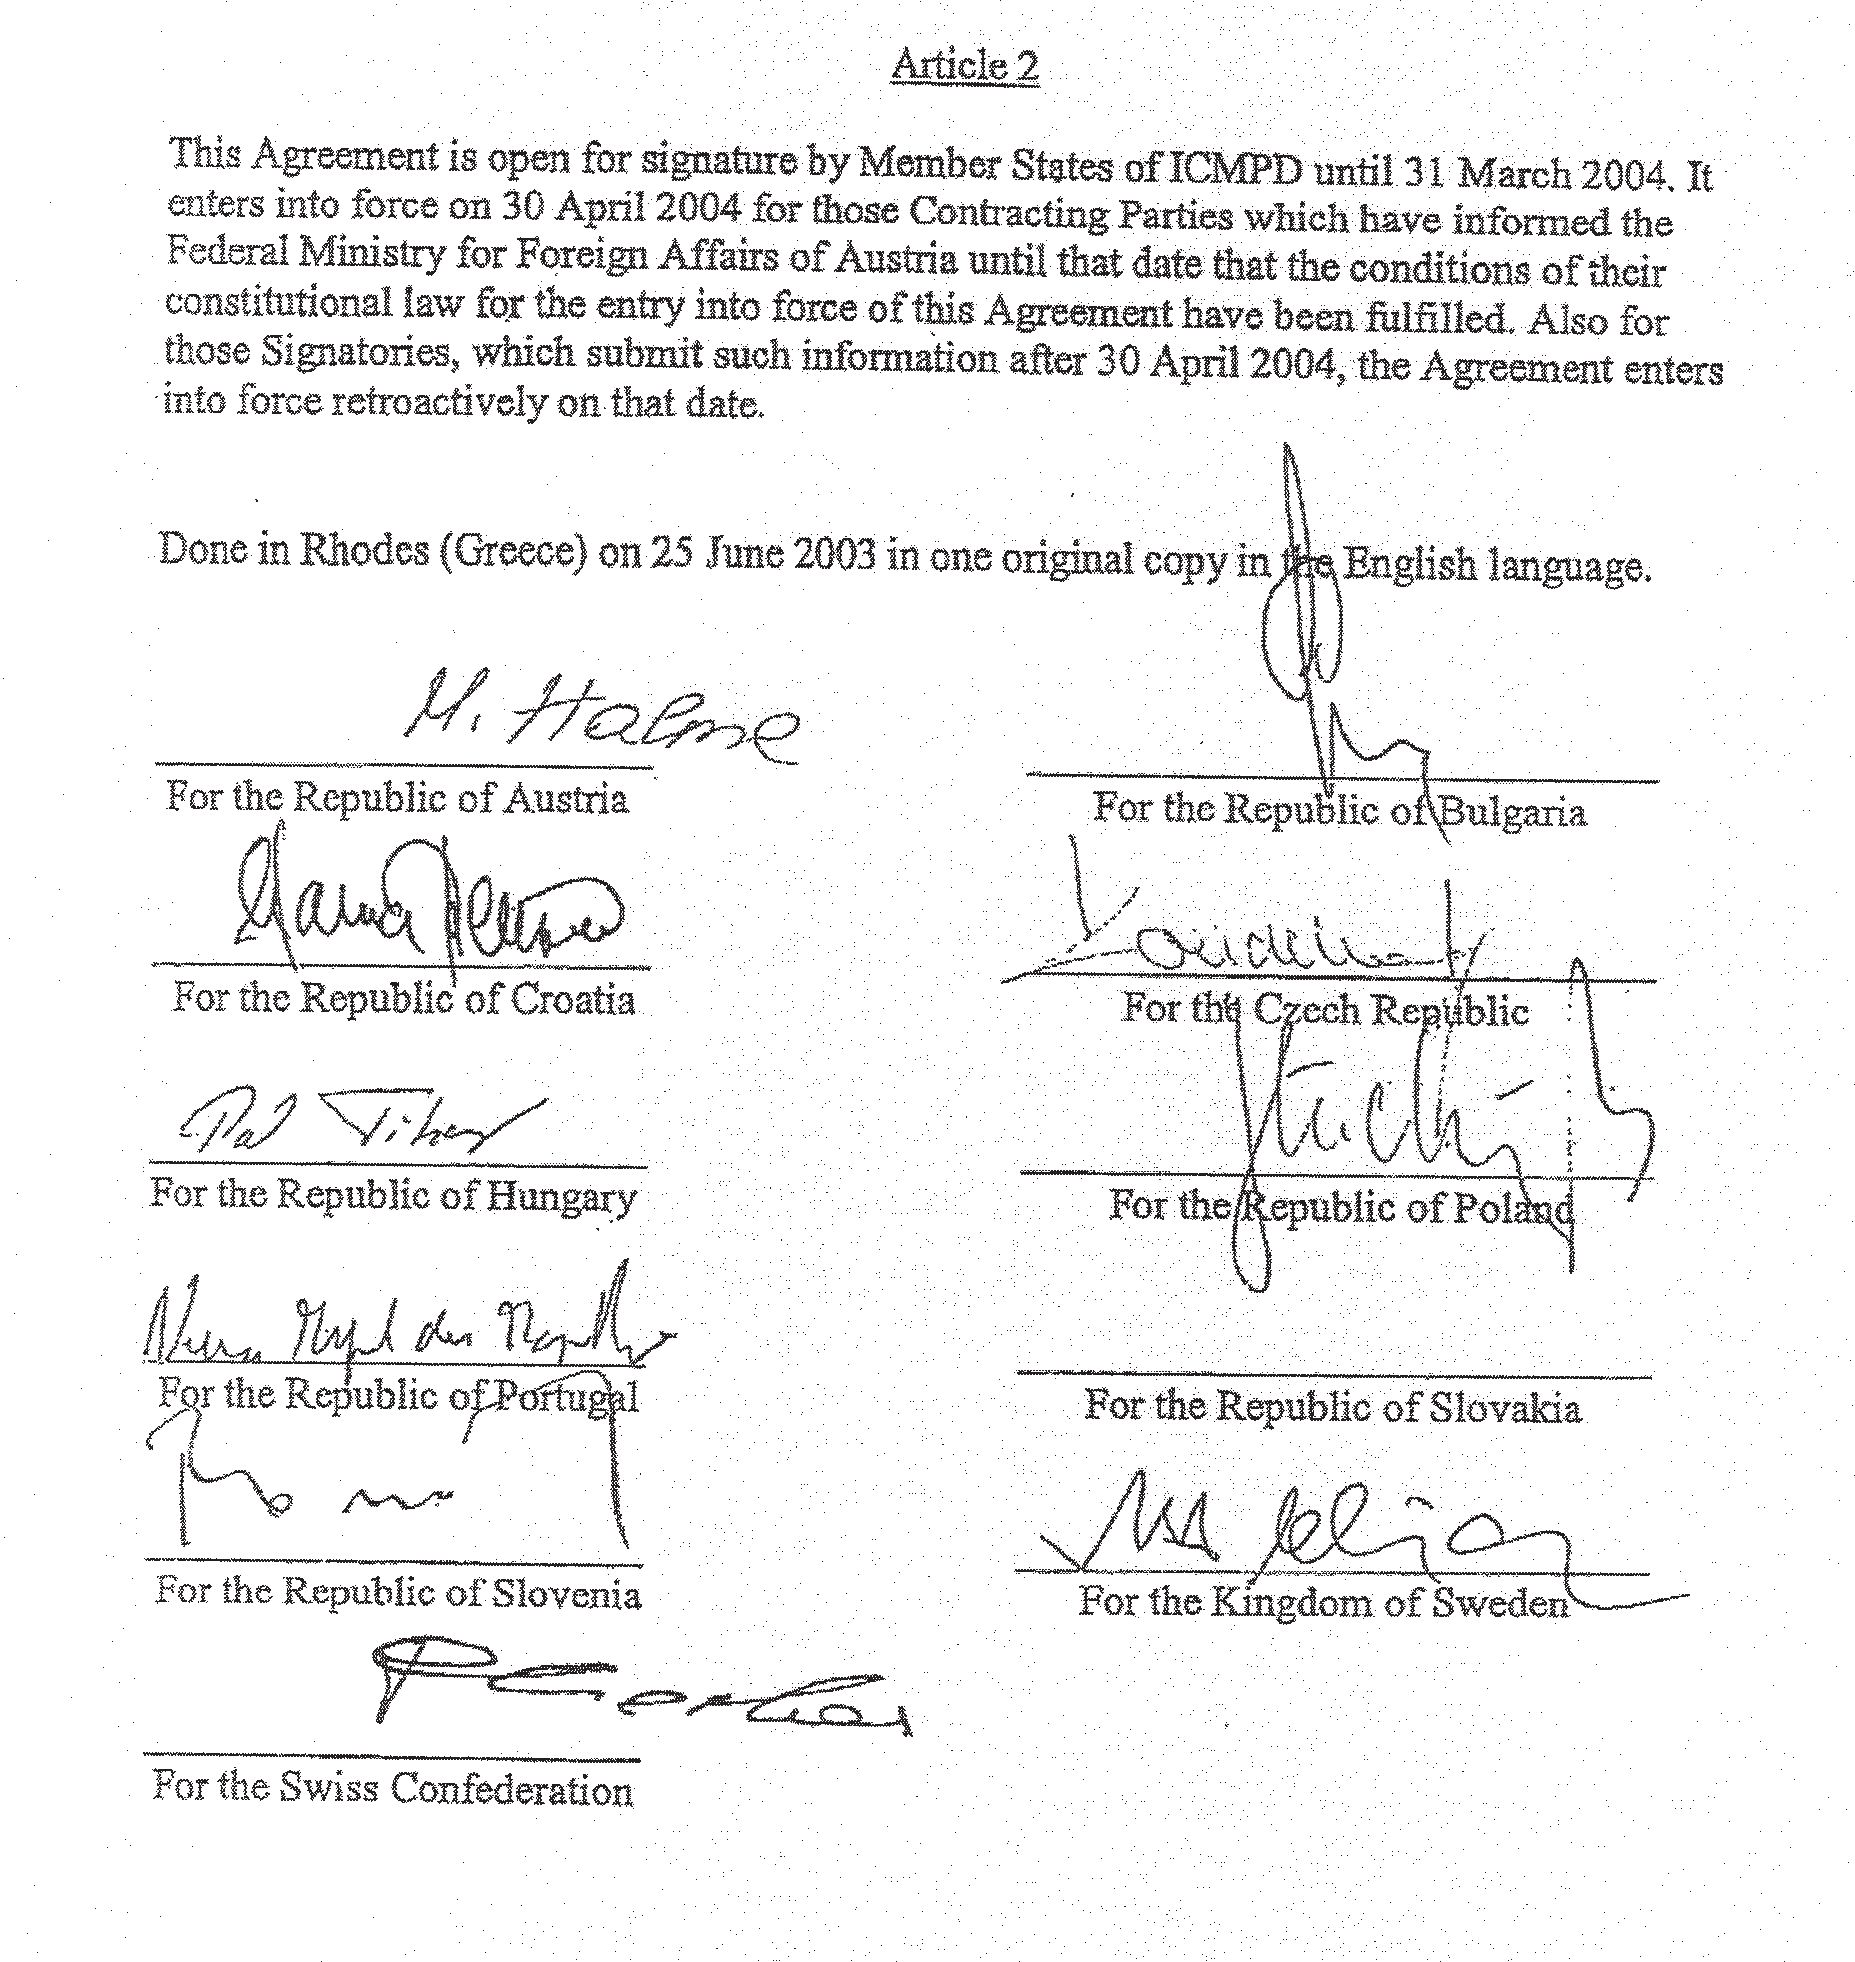 Article 2
This Agreement is open for signature by Member States of ICMPD until 31 March 2004. It
enters into force on 30 April 2004 for those Contracting Parties which have informed the
Federal Ministry for Foreign Affairs of Austria until that date that the conditions of their
constitutional law for the entry into force of this Agreement have been fulfilled. Also for
those Signatories, which submit such information after 30 April 2004, the Agreement enters
into force retroactively on that date.
Done in Rhodes (Greece) on 25 June 2003 in one original copy in the English language.
For the Republic of Austria
For the Republic of Bulgaria
For the Republic of Croatia
For the Czech Republic
For the Republic of Hungary
For the Republic of Poland
For the Republic of Portugal
For the Republic of Slovakia
For the Republic of Slovenia
For the Kingdom of Sweden
For the Swiss Confederation